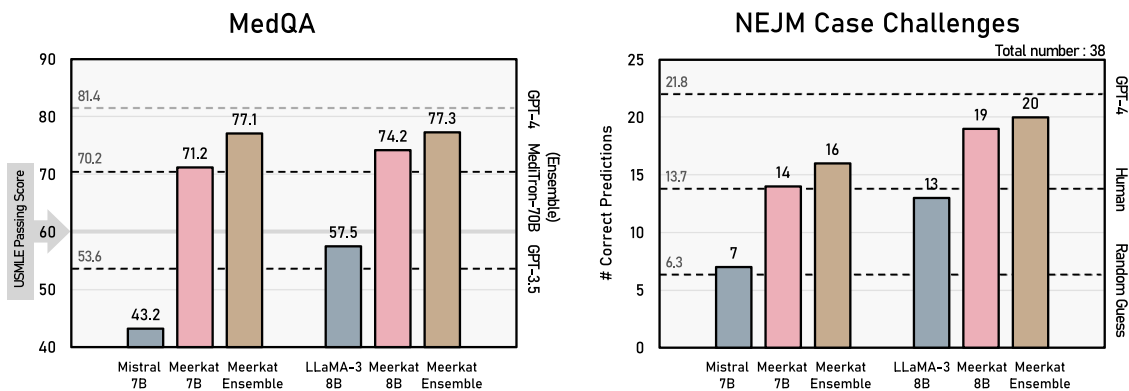 MedQA
90
80
70
60
50
40
USMLE Passing Score
81.4
70.2
53.6
43.2
71.2
77.1
57.5
74.2
77.3
GPT-4
MediTron-70B
(Ensemble)
GPT-3.5
Mistral
7B
Meerkat
7B
Meerkat
Ensemble
LLaMA-3
8B
Meerkat
8B
Meerkat
Ensemble
NEJM Case Challenges
Total number : 38
# Correct Predictions
25
20
15
10
5
0
21.8
13.7
6.3
7
14
16
13
19
20
GPT-4
Human
Random Guess
Mistral
7B
Meerkat
7B
Meerkat
Ensemble
LLaMA-3
8B
Meerkat
8B
Meerkat
Ensemble